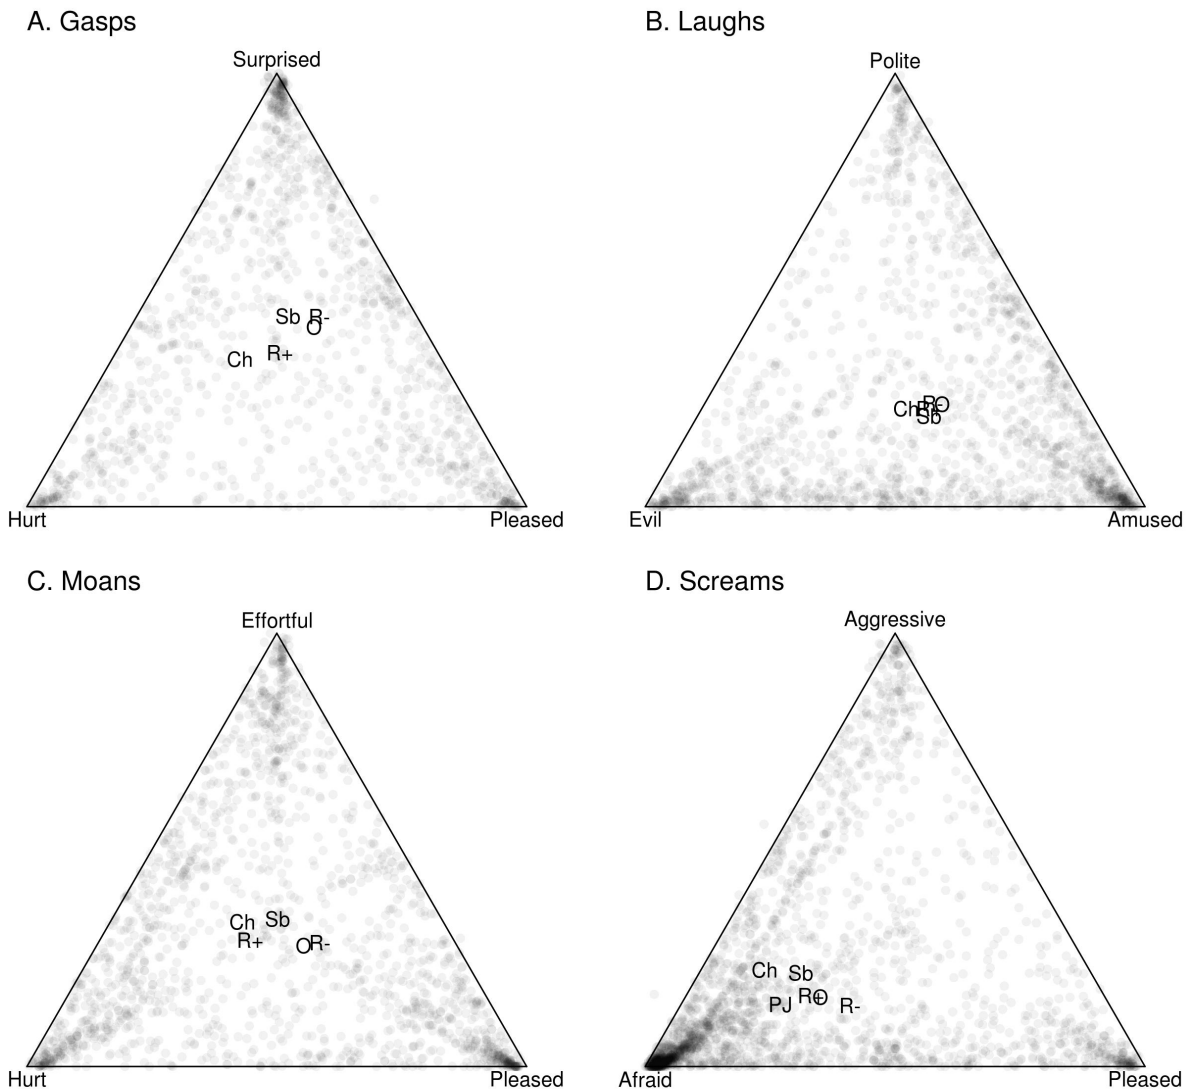 A. Gasps
B. Laughs
Surprised
Polite
Sb R-
O
Ch R+
Ch R+ R- O
Sb
Hurt Pleased
Evil Amused
C. Moans
D. Screams
Effortful
Aggressive
Ch Sb
R+ O R-
Ch Sb
R+ O
PJ R-
Hurt Pleased
Afraid Pleased